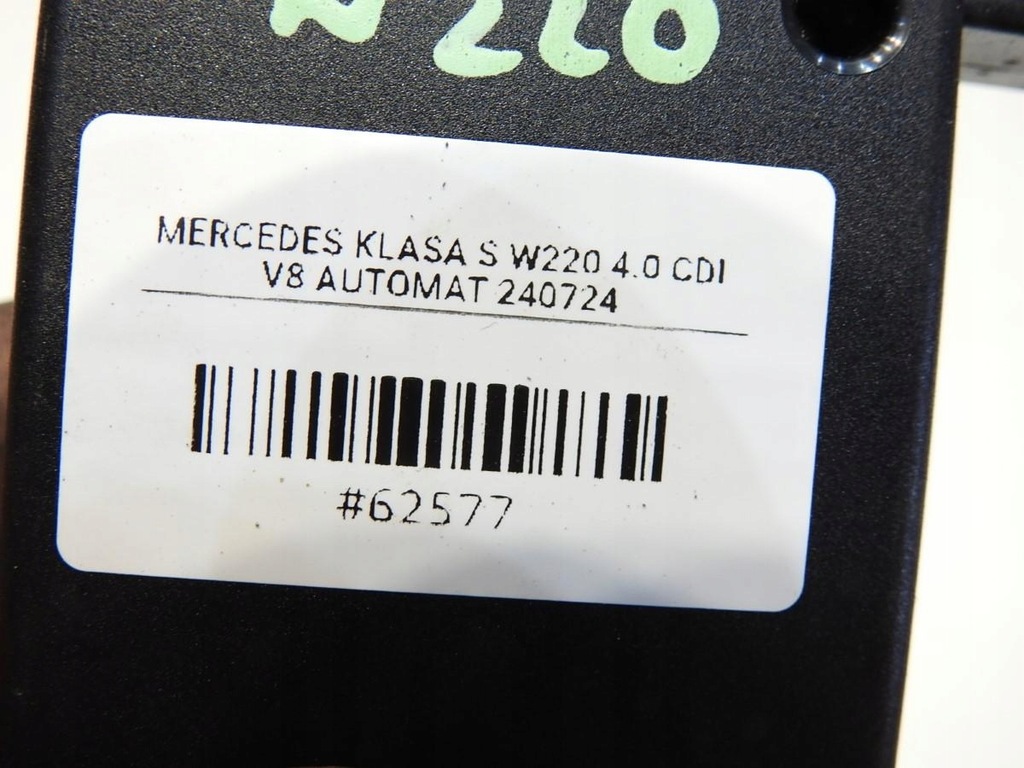 W220
MERCEDES KLASA S W220 4.0 CDI
V8 AUTOMAT 240724
#62577